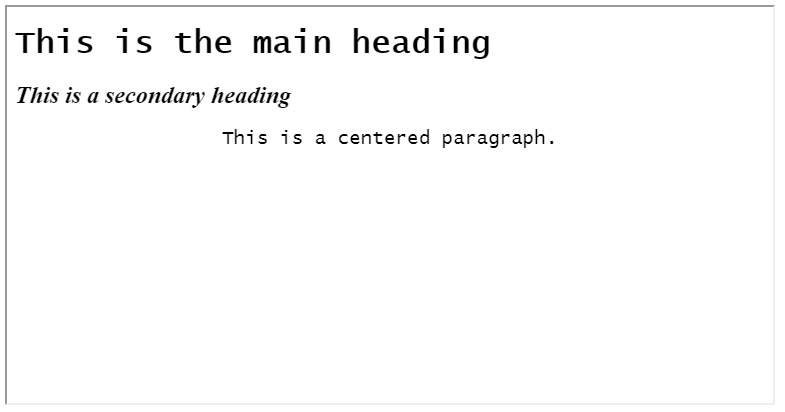 This is the main heading
This is a secondary heading
This is a centered paragraph.